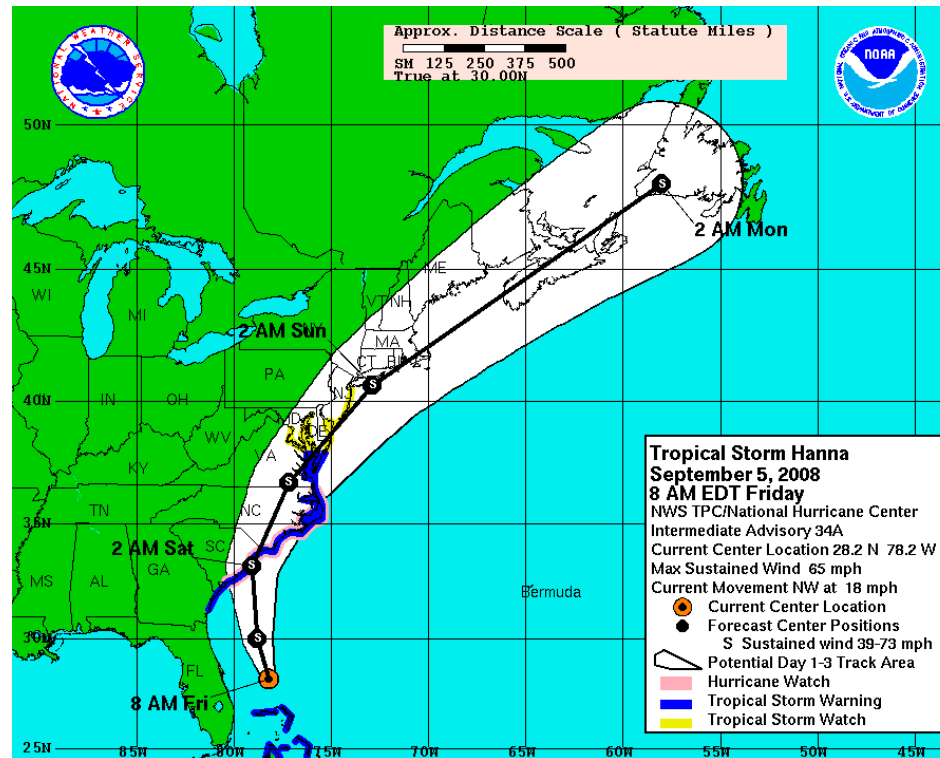 Approx. Distance Scale ( Statute Miles )
SM 125 250 375 500
True at 30.00N
NATIONAL WEATHER SERVICE
NOAA
50N
2 AM Mon
45N
ME
WI
MI
VT NH
NY
2 AM Sun
MA
CT RI
PA
NJ
40N
IN
OH
MD
DE
WV
VA
KY
NC
TN
35N
2 AM Sat
SC
MS
AL
GA
Bermuda
30N
FL
8 AM Fri
25N
85W
80W
75W
70W
65W
60W
55W
50W
45W
Tropical Storm Hanna
September 5, 2008
8 AM EDT Friday
NWS TPC/National Hurricane Center
Intermediate Advisory 34A
Current Center Location 28.2 N 78.2 W
Max Sustained Wind 65 mph
Current Movement NW at 18 mph
Current Center Location
Forecast Center Positions
S Sustained wind 39-73 mph
Potential Day 1-3 Track Area
Hurricane Watch
Tropical Storm Warning
Tropical Storm Watch
S
S
S
S
S